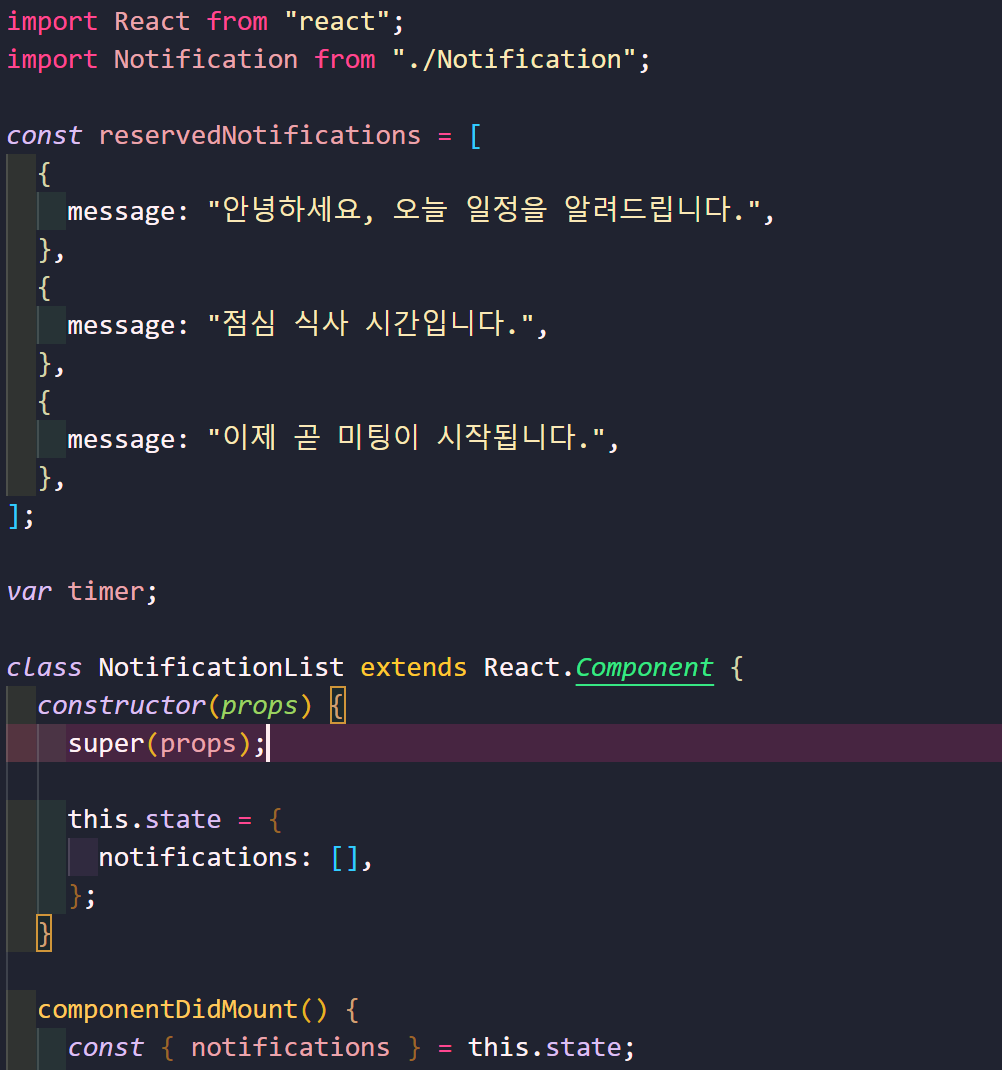 import React from "react";
import Notification from "./Notification";
const reservedNotifications = [
{
message: "안녕하세요, 오늘 일정을 알려드립니다.",
},
{
message: "점심 식사 시간입니다.",
},
{
message: "이제 곧 미팅이 시작됩니다.",
},
];
var timer;
class NotificationList extends React.Component {
constructor(props) {
super(props);
this.state = {
notifications: [],
};
}
componentDidMount() {
const { notifications } = this.state;